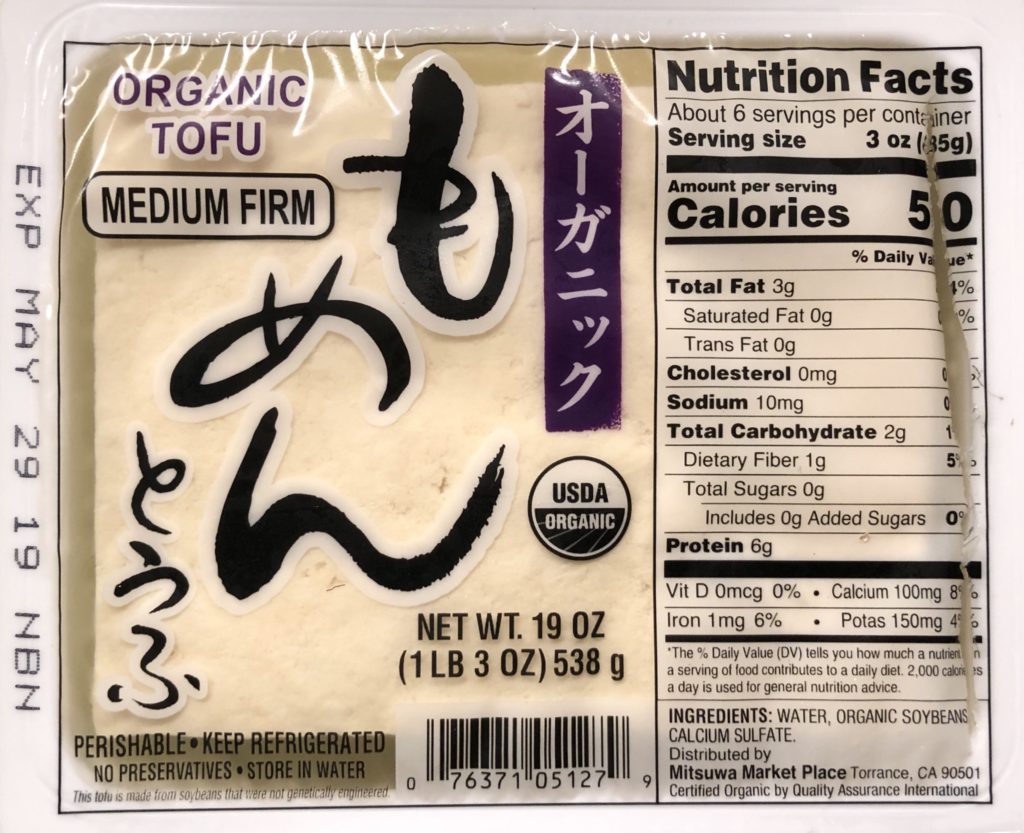 EXP MAY 29 19 NBN
ORGANIC
TOFU
MEDIUM FIRM
もめん
とうふ
オーガニック
USDA
ORGANIC
NET WT. 19 OZ
(1 LB 3 OZ) 538 g
PERISHABLE • KEEP REFRIGERATED
NO PRESERVATIVES • STORE IN WATER
This tofu is made from soybeans that were not genetically engineered.
0 76371 05127 9
Nutrition Facts
About 6 servings per container
Serving size 3 oz (85g)
Amount per serving
Calories 50
% Daily Value*
Total Fat 3g 4%
Saturated Fat 0g %
Trans Fat 0g
Cholesterol 0mg
Sodium 10mg
Total Carbohydrate 2g
Dietary Fiber 1g 5%
Total Sugars 0g
Includes 0g Added Sugars 0%
Protein 6g
Vit D 0mcg 0% • Calcium 100mg 8%
Iron 1mg 6% • Potas 150mg 4%
*The % Daily Value (DV) tells you how much a nutrient in
a serving of food contributes to a daily diet. 2,000 calories
a day is used for general nutrition advice.
INGREDIENTS: WATER, ORGANIC SOYBEANS,
CALCIUM SULFATE.
Distributed by
Mitsuwa Market Place Torrance, CA 90501
Certified Organic by Quality Assurance International